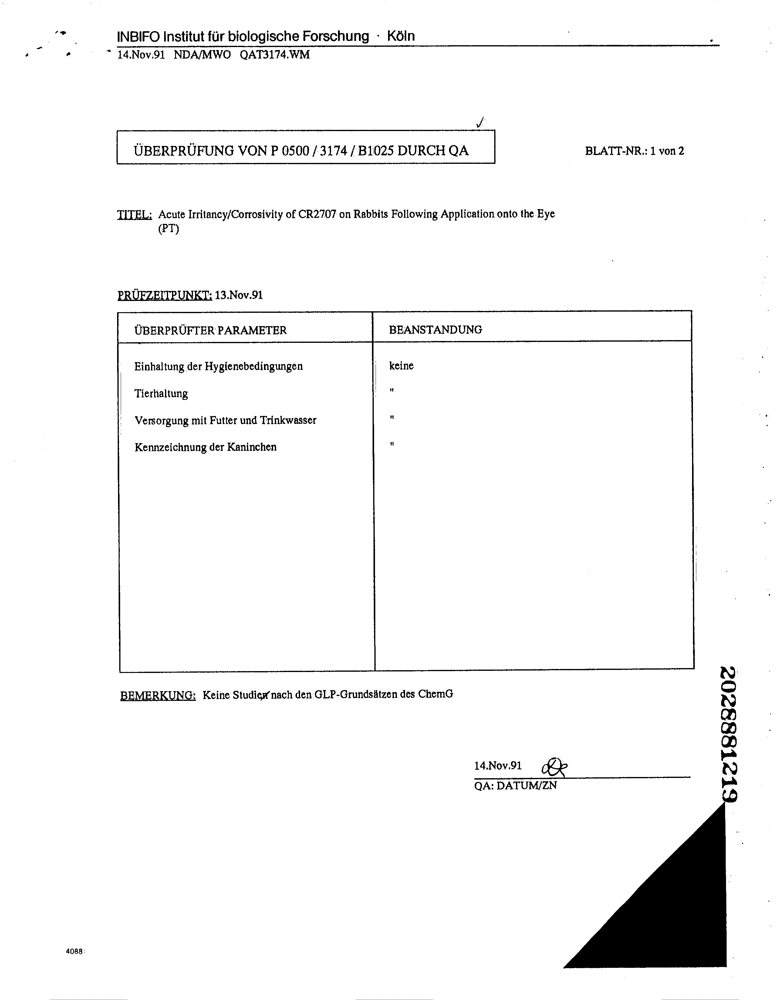 INBIFO Institut für biologische Forschung · Köln
14.Nov.91 NDA/MWO QAT3174.WM
ÜBERPRÜFUNG VON P 0500 / 3174 / B1025 DURCH QA
BLATT-NR.: 1 von 2
TITEL: Acute Irritancy/Corrosivity of CR2707 on Rabbits Following Application onto the Eye
(PT)
PRÜFZEITPUNKT: 13.Nov.91
ÜBERPRÜFTER PARAMETER BEANSTANDUNG
Einhaltung der Hygienebedingungen keine
Tierhaltung "
Versorgung mit Futter und Trinkwasser "
Kennzeichnung der Kaninchen "
BEMERKUNG: Keine Studie nach den GLP-Grundsätzen des ChemG
14.Nov.91
QA: DATUM/ZN
2028881219
4088